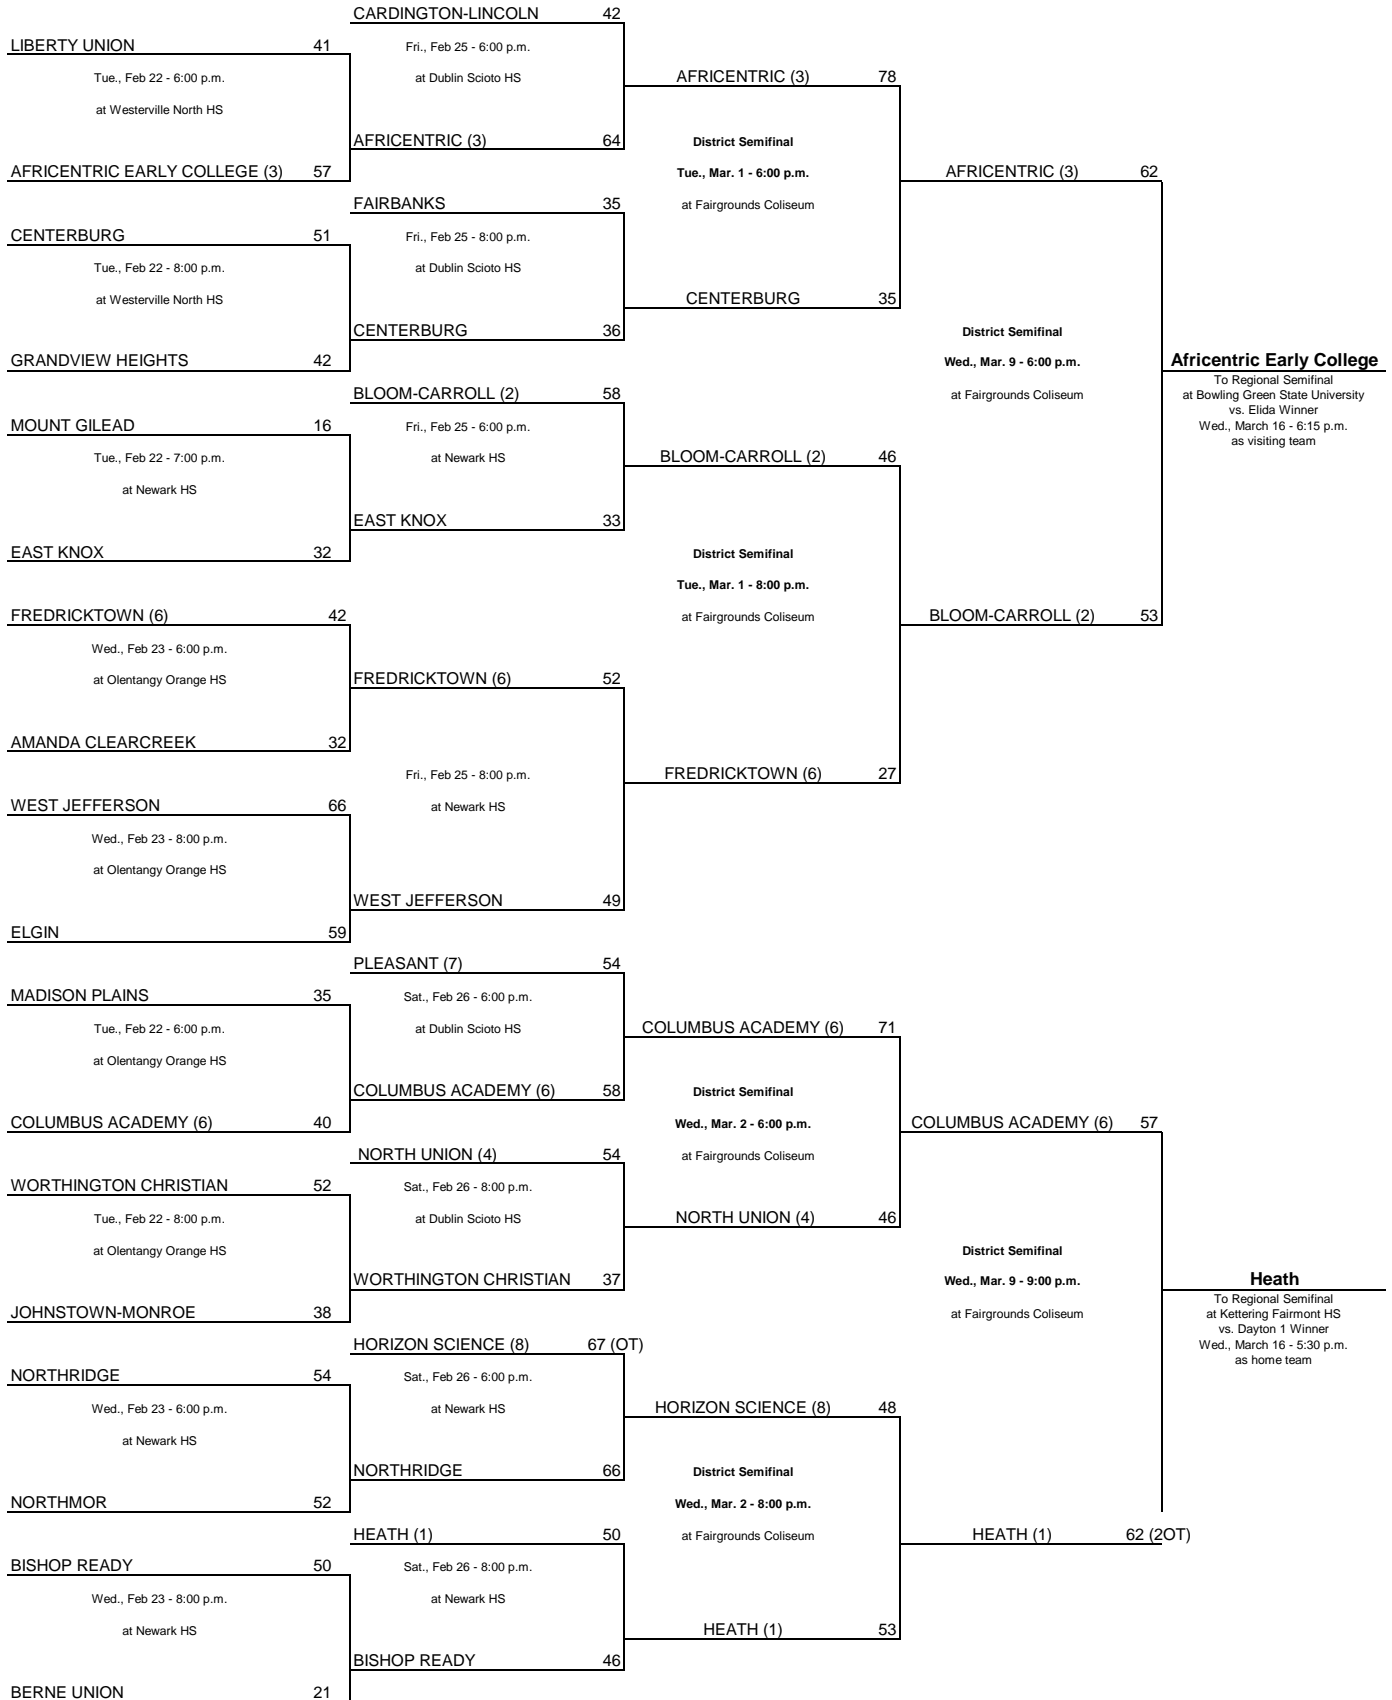 CARDINGTON-LINCOLN 42
LIBERTY UNION 41
Fri., Feb 25 - 6:00 p.m.
Tue., Feb 22 - 6:00 p.m.
at Dublin Scioto HS
AFRICENTRIC (3) 78
at Westerville North HS
AFRICENTRIC (3) 64
District Semifinal
AFRICENTRIC EARLY COLLEGE (3) 57
Tue., Mar. 1 - 6:00 p.m.
AFRICENTRIC (3) 62
FAIRBANKS 35
at Fairgrounds Coliseum
CENTERBURG 51
Fri., Feb 25 - 8:00 p.m.
Tue., Feb 22 - 8:00 p.m.
at Dublin Scioto HS
at Westerville North HS
CENTERBURG 35
CENTERBURG 36
District Semifinal
GRANDVIEW HEIGHTS 42
Wed., Mar. 9 - 6:00 p.m.
Africentric Early College
To Regional Semifinal
BLOOM-CARROLL (2) 58
at Fairgrounds Coliseum
at Bowling Green State University
vs. Elida Winner
MOUNT GILEAD 16
Fri., Feb 25 - 6:00 p.m.
Wed., March 16 - 6:15 p.m.
as visiting team
Tue., Feb 22 - 7:00 p.m.
at Newark HS
BLOOM-CARROLL (2) 46
at Newark HS
EAST KNOX 33
EAST KNOX 32
District Semifinal
Tue., Mar. 1 - 8:00 p.m.
FREDRICKTOWN (6) 42
at Fairgrounds Coliseum
BLOOM-CARROLL (2) 53
Wed., Feb 23 - 6:00 p.m.
at Olentangy Orange HS
FREDRICKTOWN (6) 52
AMANDA CLEARCREEK 32
Fri., Feb 25 - 8:00 p.m.
FREDRICKTOWN (6) 27
WEST JEFFERSON 66
at Newark HS
Wed., Feb 23 - 8:00 p.m.
at Olentangy Orange HS
WEST JEFFERSON 49
ELGIN 59
PLEASANT (7) 54
MADISON PLAINS 35
Sat., Feb 26 - 6:00 p.m.
Tue., Feb 22 - 6:00 p.m.
at Dublin Scioto HS
COLUMBUS ACADEMY (6) 71
at Olentangy Orange HS
COLUMBUS ACADEMY (6) 58
District Semifinal
COLUMBUS ACADEMY (6) 40
Wed., Mar. 2 - 6:00 p.m.
COLUMBUS ACADEMY (6) 57
NORTH UNION (4) 54
at Fairgrounds Coliseum
WORTHINGTON CHRISTIAN 52
Sat., Feb 26 - 8:00 p.m.
Tue., Feb 22 - 8:00 p.m.
at Dublin Scioto HS
NORTH UNION (4) 46
at Olentangy Orange HS
District Semifinal
WORTHINGTON CHRISTIAN 37
Wed., Mar. 9 - 9:00 p.m.
Heath
To Regional Semifinal
JOHNSTOWN-MONROE 38
at Fairgrounds Coliseum
at Kettering Fairmont HS
vs. Dayton 1 Winner
HORIZON SCIENCE (8) 67 (OT)
Wed., March 16 - 5:30 p.m.
as home team
NORTHRIDGE 54
Sat., Feb 26 - 6:00 p.m.
Wed., Feb 23 - 6:00 p.m.
at Newark HS
HORIZON SCIENCE (8) 48
at Newark HS
NORTHRIDGE 66
District Semifinal
NORTHMOR 52
Wed., Mar. 2 - 8:00 p.m.
HEATH (1) 50
at Fairgrounds Coliseum
HEATH (1) 62 (2OT)
BISHOP READY 50
Sat., Feb 26 - 8:00 p.m.
Wed., Feb 23 - 8:00 p.m.
at Newark HS
at Newark HS
HEATH (1) 53
BISHOP READY 46
BERNE UNION 21